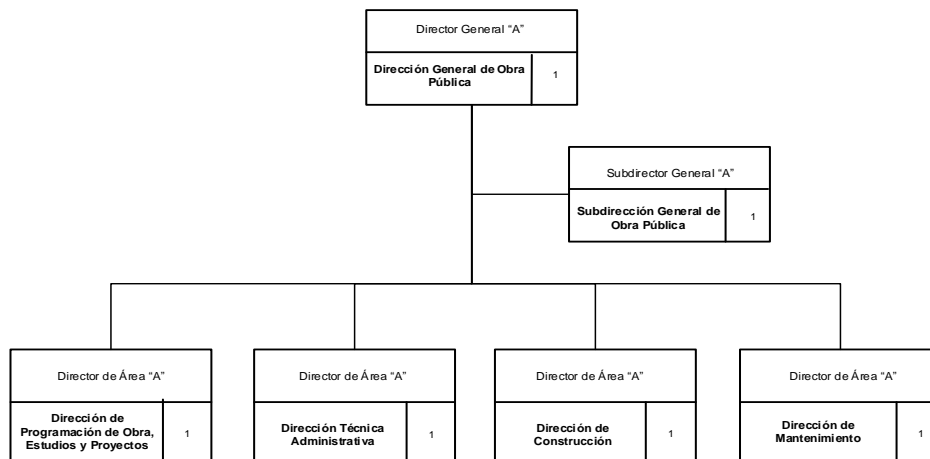 Director General “A”
Dirección General de Obra
Pública
1
Subdirector General “A”
Subdirección General de
Obra Pública
1
Director de Área “A”
Dirección de
Programación de Obra,
Estudios y Proyectos
1
Director de Área “A”
Dirección Técnica
Administrativa
1
Director de Área “A”
Dirección de
Construcción
1
Director de Área “A”
Dirección de
Mantenimiento
1